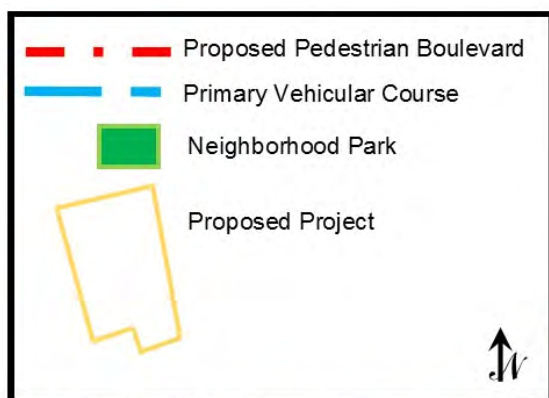 Proposed Pedestrian Boulevard
Primary Vehicular Course
Neighborhood Park
Proposed Project
N